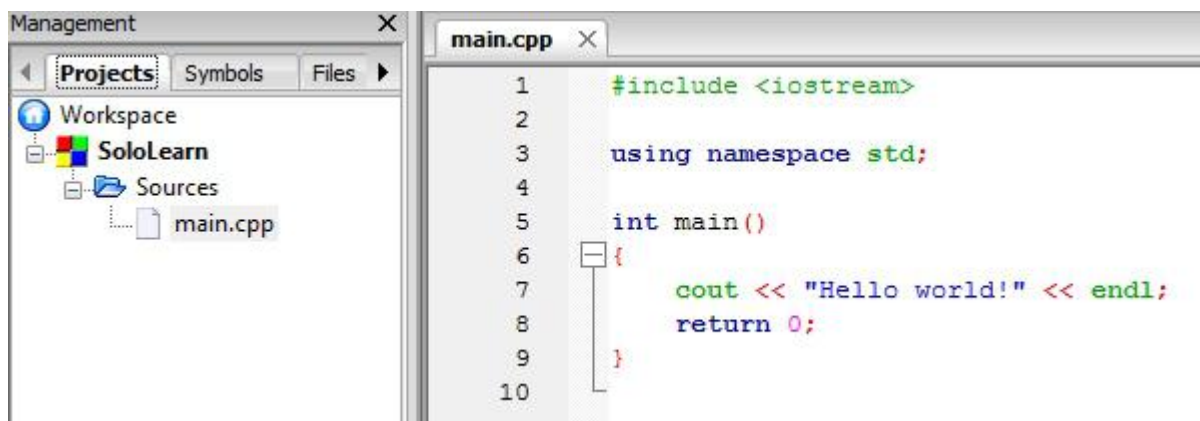 Management
Projects Symbols Files
Workspace
SoloLearn
Sources
main.cpp
main.cpp
1 #include <iostream>
2
3 using namespace std;
4
5 int main()
6 {
7 cout << "Hello world!" << endl;
8 return 0;
9 }
10